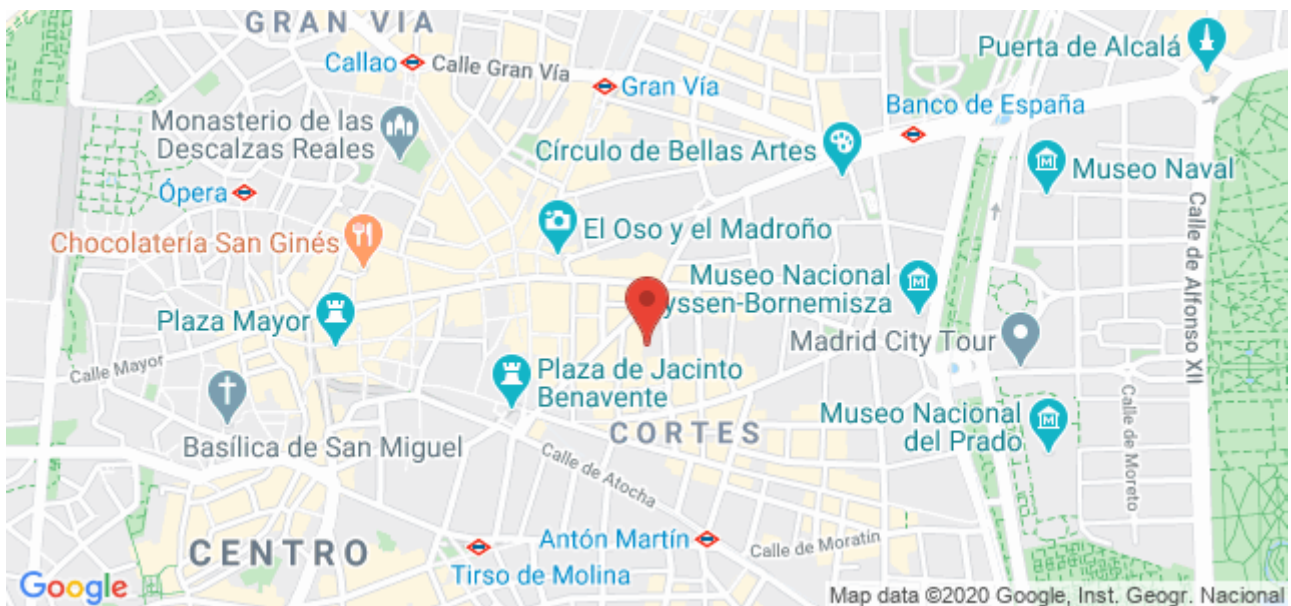 GRAN VIA
Callao
Calle Gran Vía
Gran Vía
Puerta de Alcalá
Banco de España
Monasterio de las
Descalzas Reales
Círculo de Bellas Artes
Museo Naval
Ópera
Chocolatería San Ginés
El Oso y el Madroño
Calle de Alfonso XII
Museo Nacional
yssen-Bornemisza
Plaza Mayor
Madrid City Tour
Calle Mayor
Plaza de Jacinto
Benavente
Museo Nacional
del Prado
Calle de Moreto
CORTES
Basílica de San Miguel
Calle de Atocha
CENTRO
Antón Martín
Calle de Moratín
Tirso de Molina
Google
Map data ©2020 Google, Inst. Geogr. Nacional